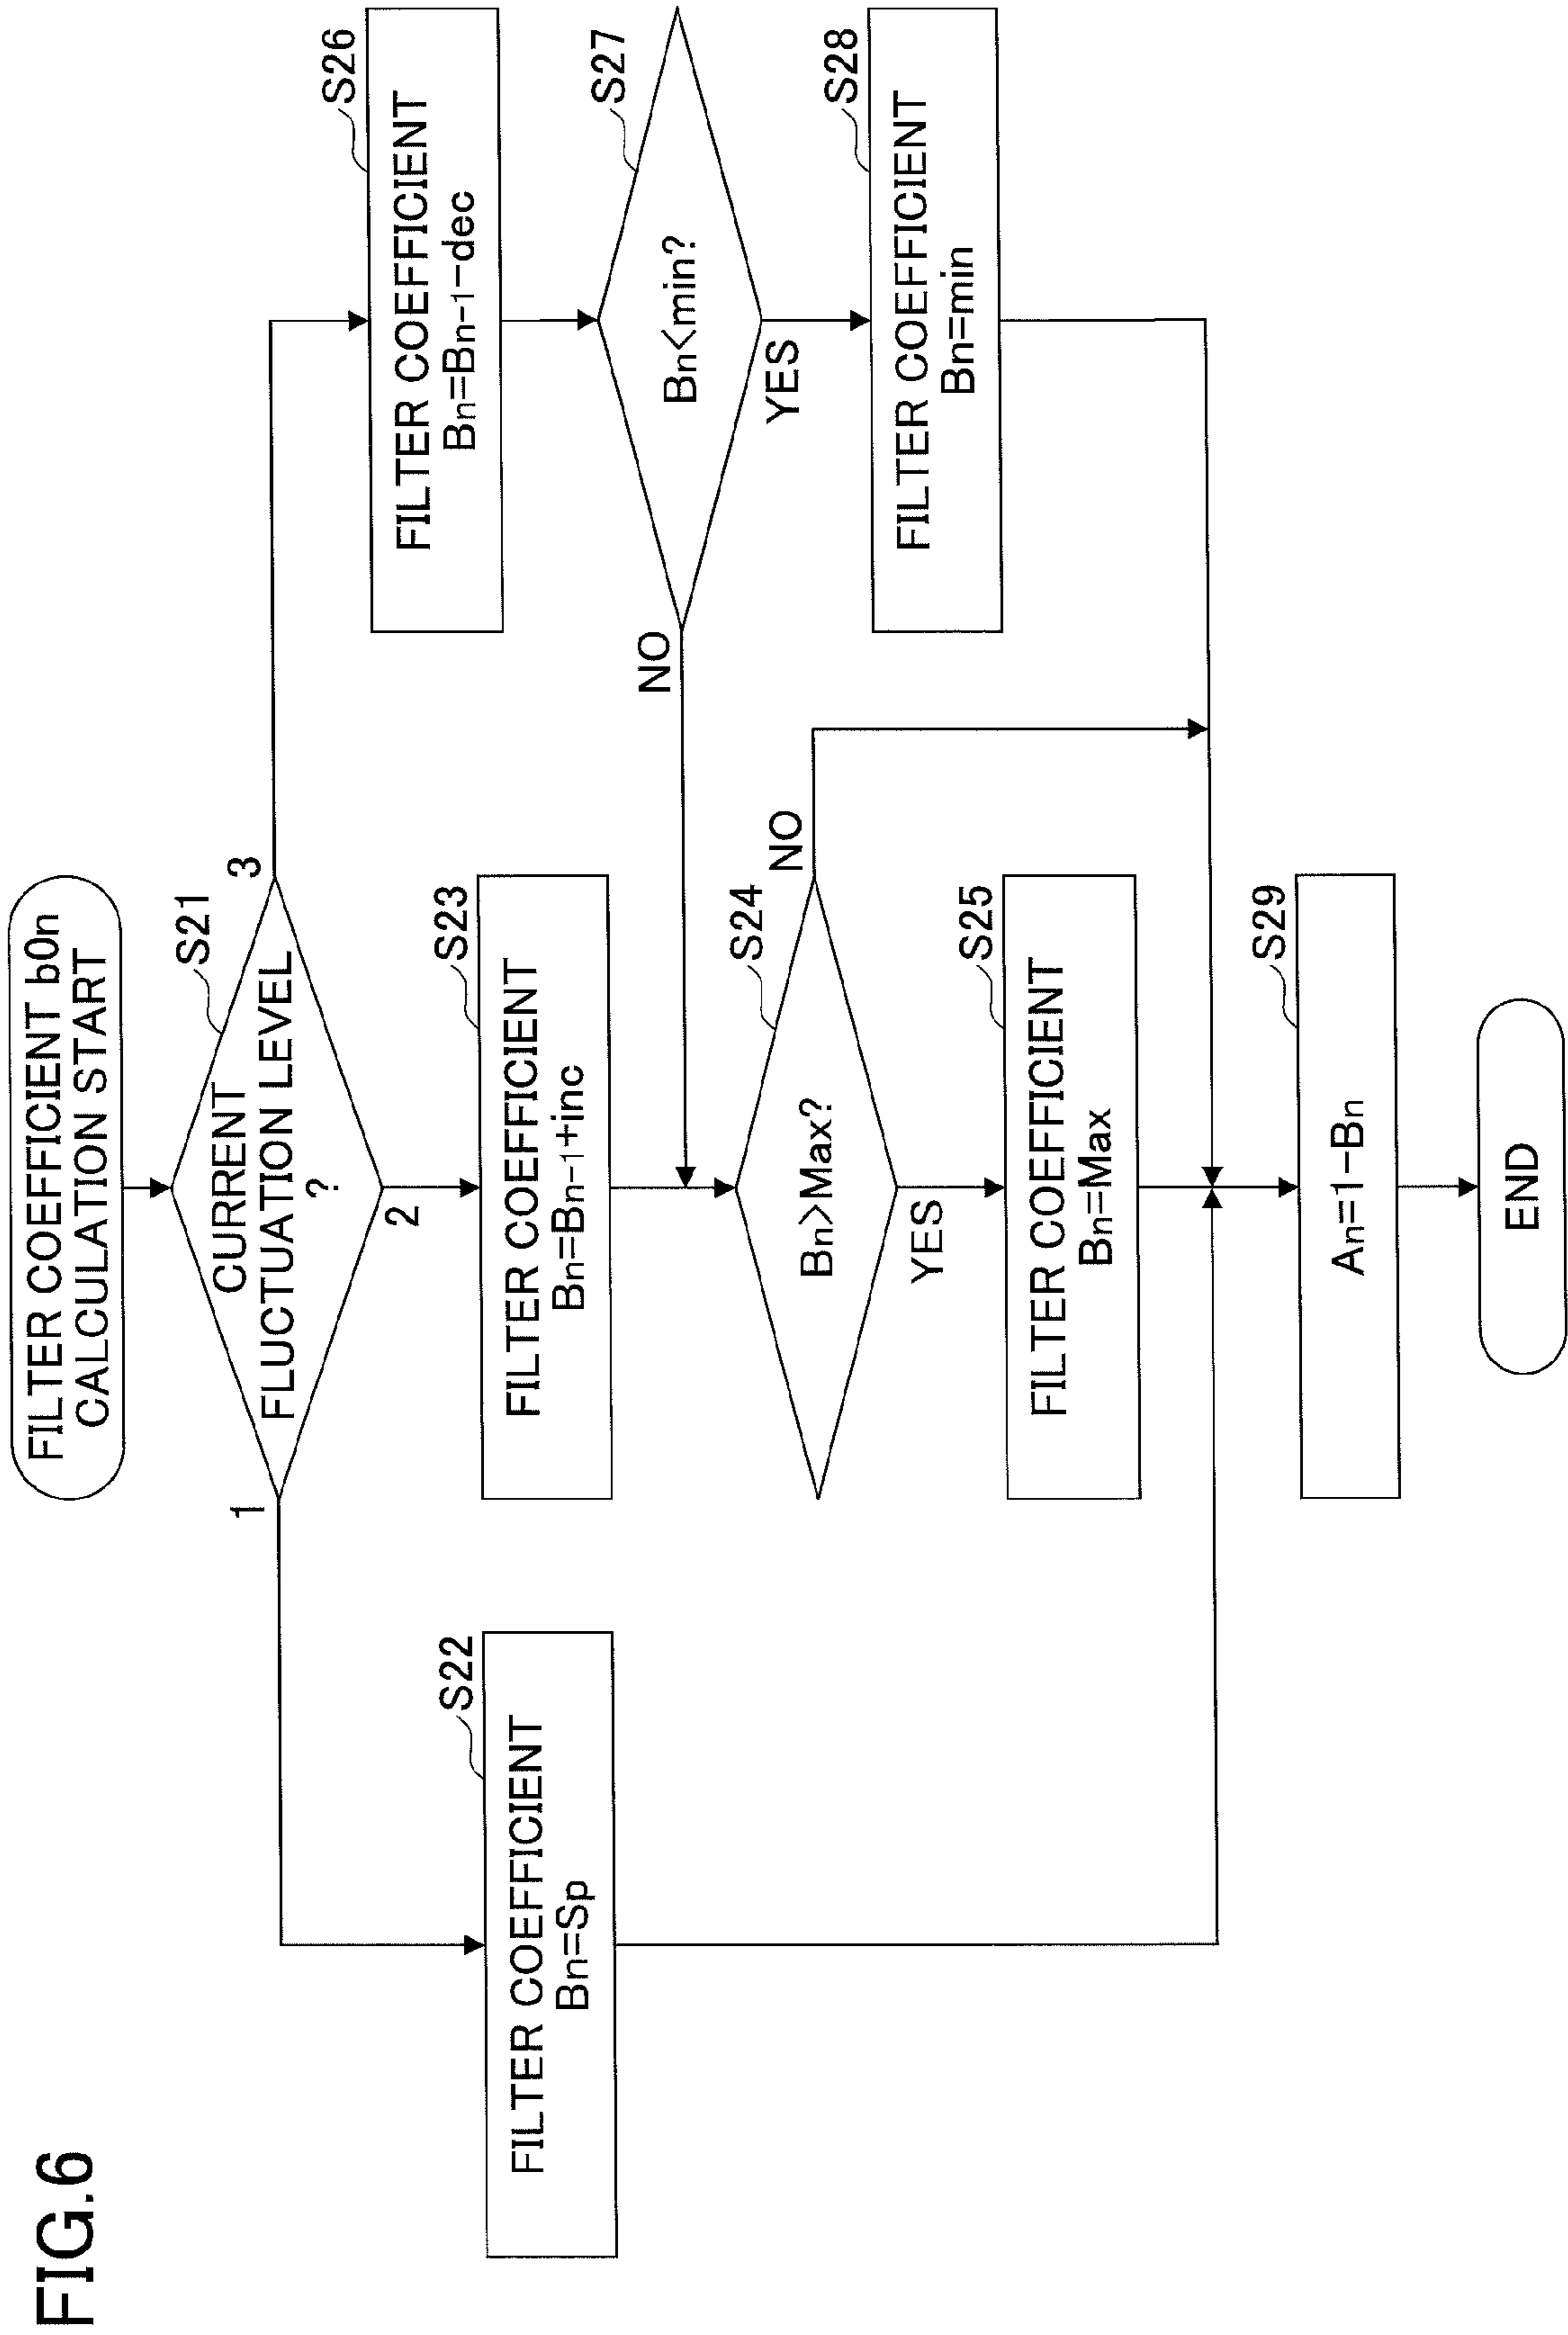 FIG.6
FILTER COEFFICIENT b0n
CALCULATION START
S21
CURRENT
FLUCTUATION LEVEL
?
1
2
3
S22
FILTER COEFFICIENT
Bn=Sp
S23
FILTER COEFFICIENT
Bn=Bn-1+inc
S24
Bn>Max?
NO
YES
S25
FILTER COEFFICIENT
Bn=Max
S26
FILTER COEFFICIENT
Bn=Bn-1-dec
S27
Bn<min?
NO
YES
S28
FILTER COEFFICIENT
Bn=min
S29
An=1-Bn
END